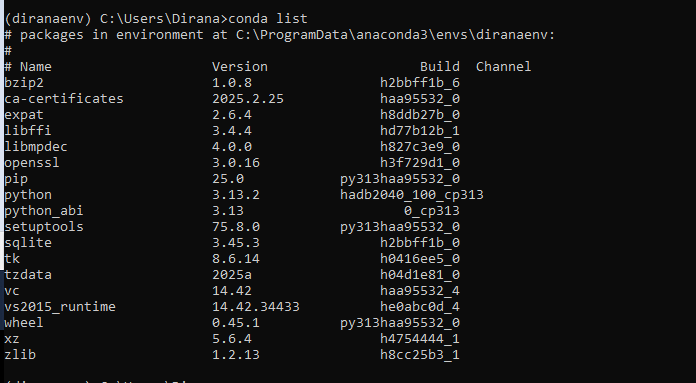 (diranaenv) C:\Users\Dirana>conda list
# packages in environment at C:\ProgramData\anaconda3\envs\diranaenv:
#
# Name Version Build Channel
bzip2 1.0.8 h2bbff1b_6
ca-certificates 2025.2.25 haa95532_0
expat 2.6.4 h8ddb27b_0
libffi 3.4.4 hd77b12b_1
libmpdec 4.0.0 h827c3e9_0
openssl 3.0.16 h3f729d1_0
pip 25.0 py313haa95532_0
python 3.13.2 hadb2040_100_cp313
python_abi 3.13 0_cp313
setuptools 75.8.0 py313haa95532_0
sqlite 3.45.3 h2bbff1b_0
tk 8.6.14 h0416ee5_0
tzdata 2025a h04d1e81_0
vc 14.42 haa95532_4
vs2015_runtime 14.42.34433 he0abc0d_4
wheel 0.45.1 py313haa95532_0
xz 5.6.4 h4754444_1
zlib 1.2.13 h8cc25b3_1